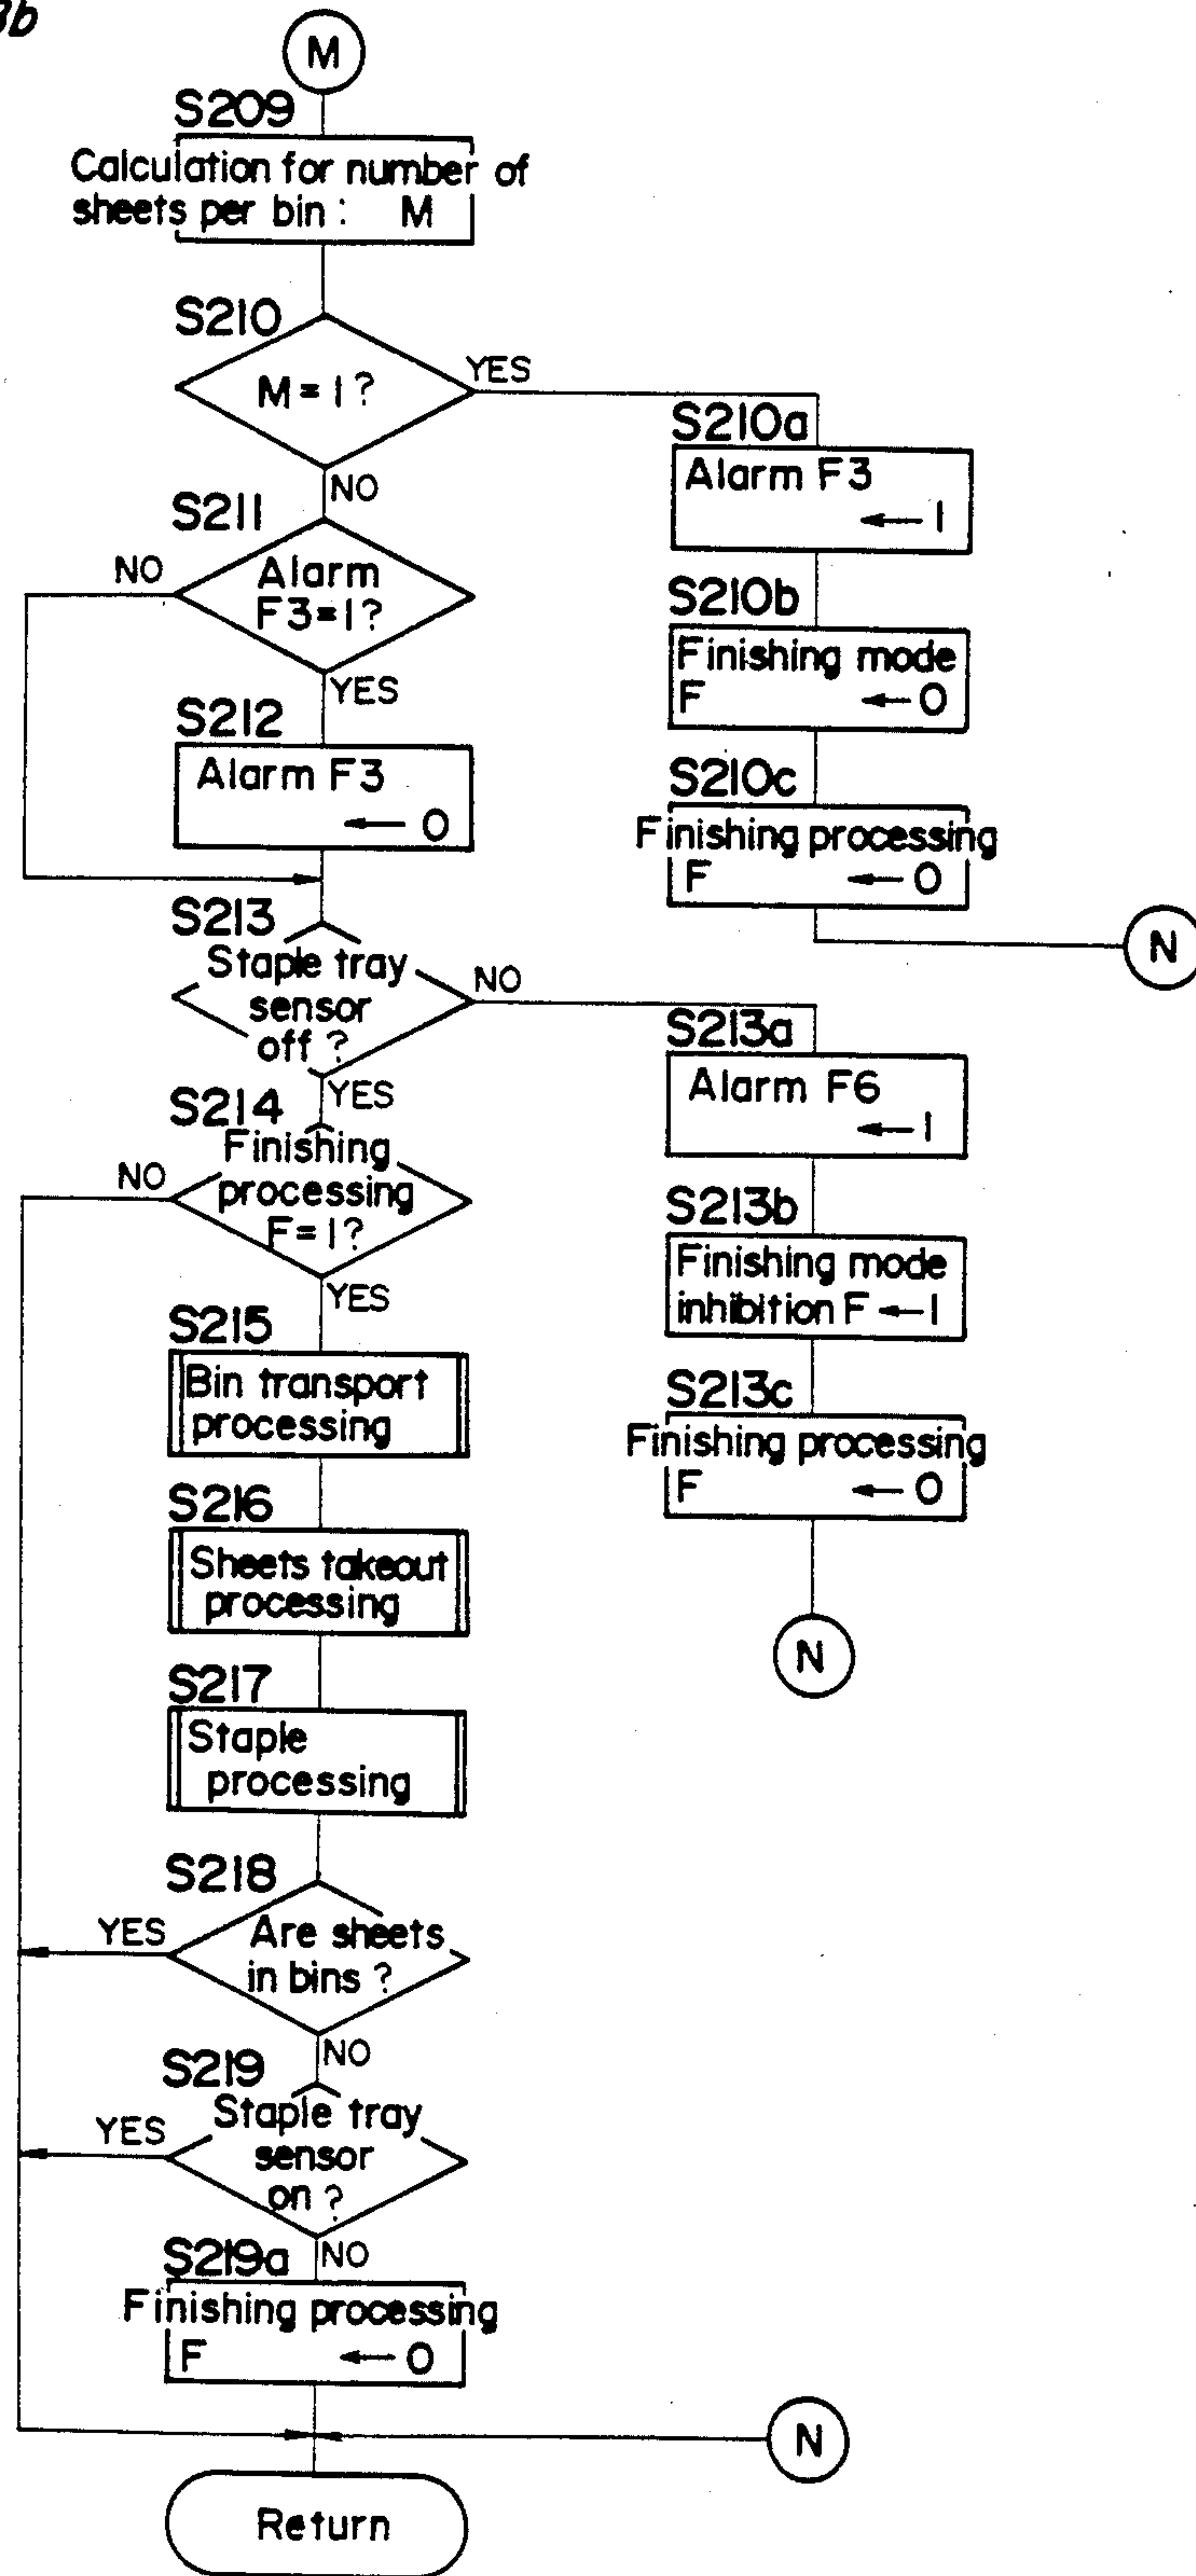 3b
M
S209
Calculation for number of
sheets per bin : M
S210
M = 1 ?
YES
NO
S210a
Alarm F3
← 1
S210b
Finishing mode
F ← 0
S210c
Finishing processing
F ← 0
N
S211
Alarm
F3=1?
NO
YES
S212
Alarm F3
← 0
S213
Staple tray
sensor
off ?
NO
YES
S213a
Alarm F6
← 1
S213b
Finishing mode
inhibition F ← 1
S213c
Finishing processing
F ← 0
N
S214
Finishing
processing
F= 1?
NO
YES
S215
Bin transport
processing
S216
Sheets takeout
processing
S217
Staple
processing
S218
Are sheets
in bins ?
YES
NO
S219
Staple tray
sensor
on ?
YES
NO
S219a
Finishing processing
F ← 0
N
Return